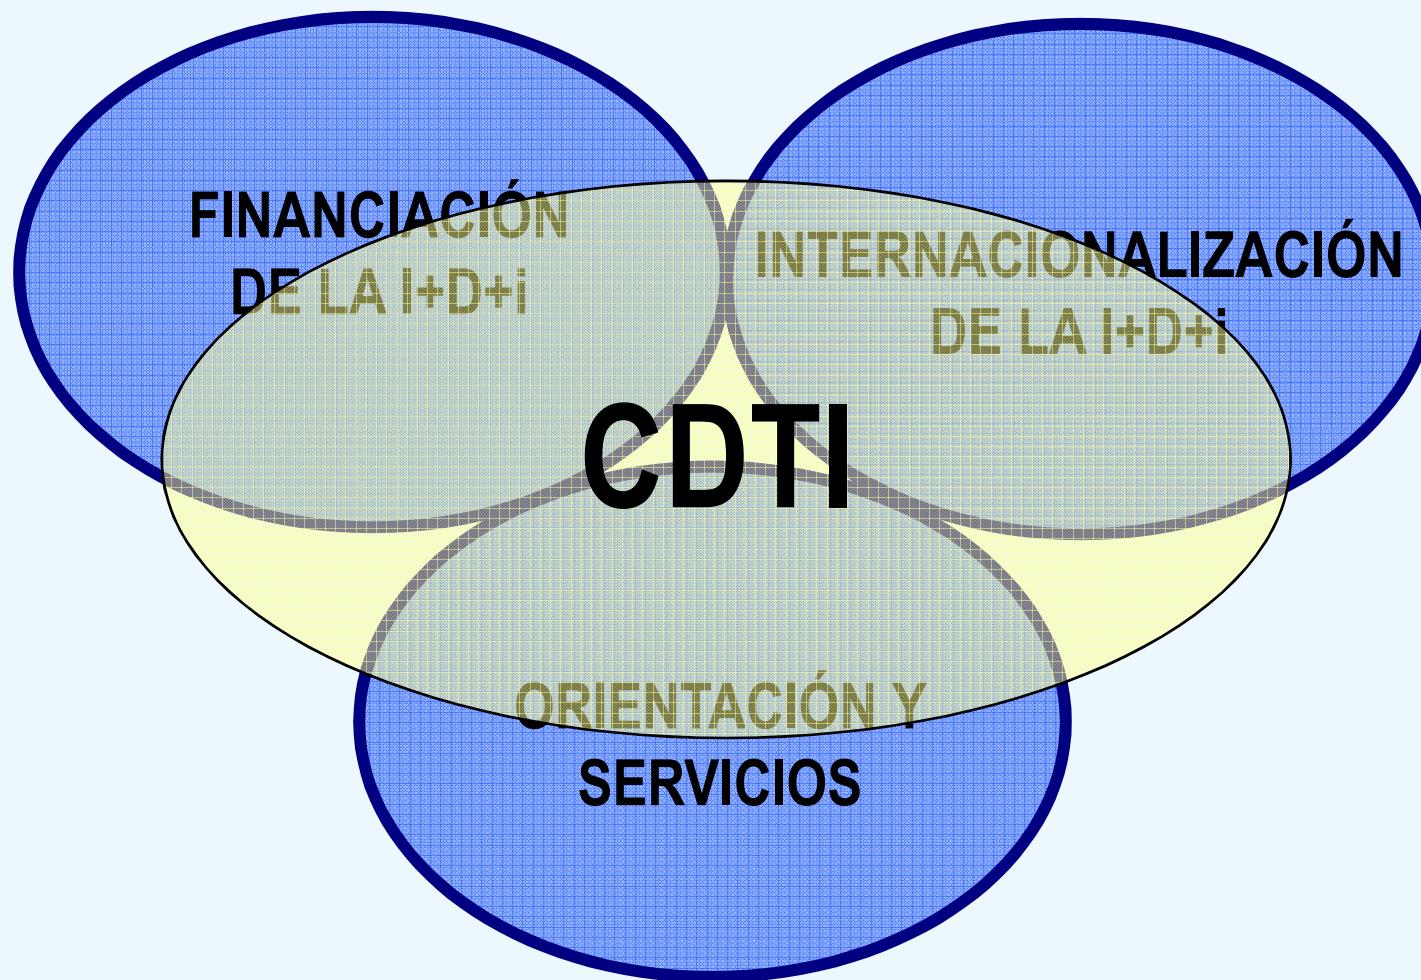 FINANCIACIÓN
DE LA I+D+i
INTERNACIONALIZACIÓN
DE LA I+D+i
CDTI
ORIENTACIÓN Y
SERVICIOS